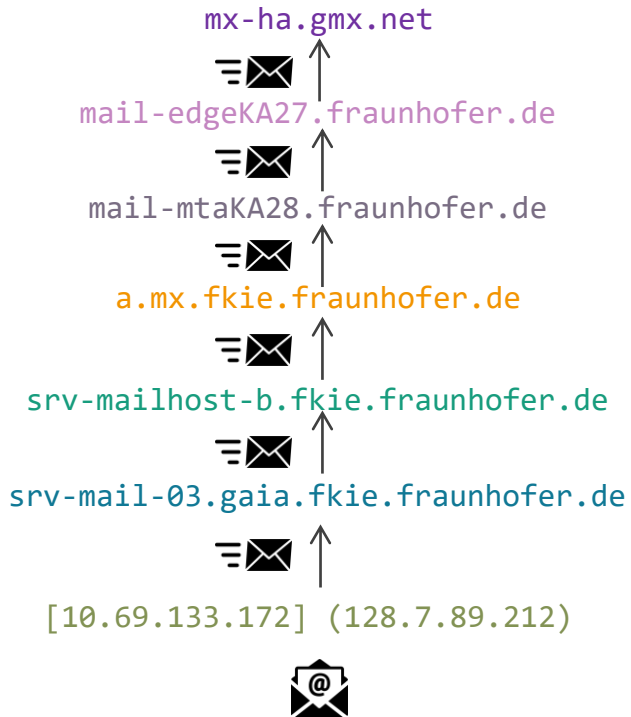 mx-ha.gmx.net
mail-edgeKA27.fraunhofer.de
mail-mtaKA28.fraunhofer.de
a.mx.fkie.fraunhofer.de
srv-mailhost-b.fkie.fraunhofer.de
srv-mail-03.gaia.fkie.fraunhofer.de
[10.69.133.172] (128.7.89.212)
@